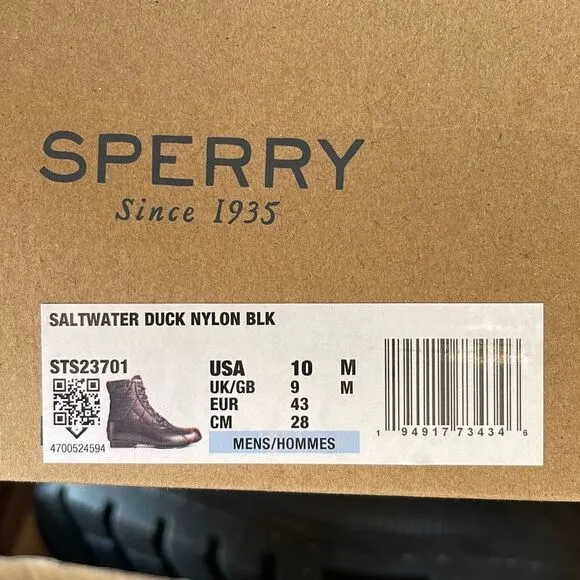 SPERRY
Since 1935
SALTWATER DUCK NYLON BLK
STS23701
USA 10 M
UK/GB 9 M
EUR 43
CM 28
MENS/HOMMES
4700524594
1 94917 73434 6